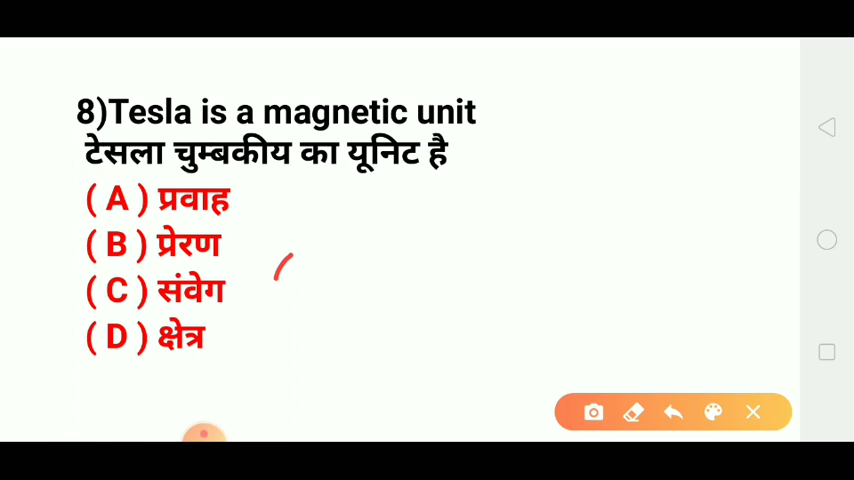 8)Tesla is a magnetic unit
टेसला चुम्बकीय का यूनिट है
( A ) प्रवाह
( B ) प्रेरण
( C ) संवेग
( D ) क्षेत्र